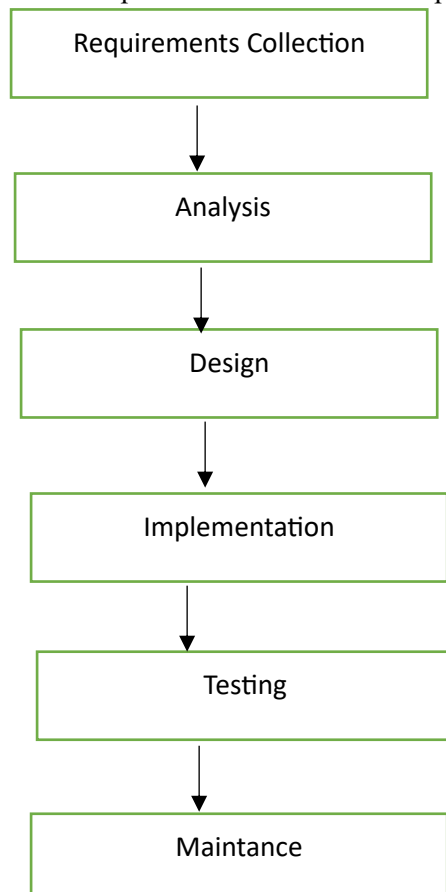 Requirements Collection
Analysis
Design
Implementation
Testing
Maintance